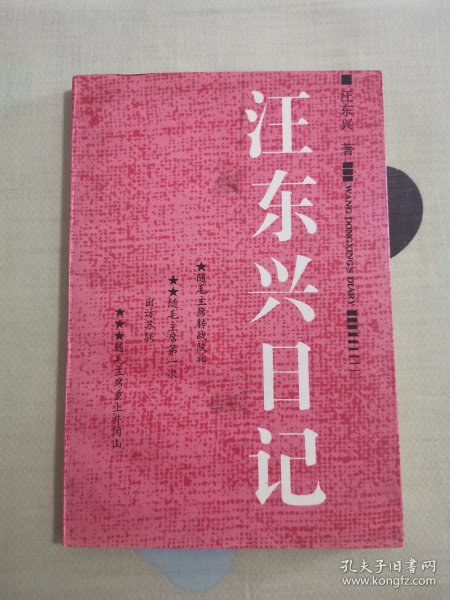 汪东兴日记
汪东兴 著
WANG DONGXING'S DIARY
★随毛主席转战陕北
★★随毛主席第一次
出访苏联
★★★随毛主席重上井冈山
孔夫子旧书网
www.kongfz.com